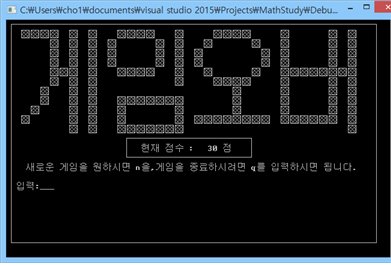 C:₩Users₩cho1₩documents₩visual studio 2015₩Projects₩MathStudy₩Debu...
게임오버
현재 점수 : 30 점
새로운 게임을 원하시면 n을,게임을 종료하시려면 q를 입력하시면 됩니다.
입력:___